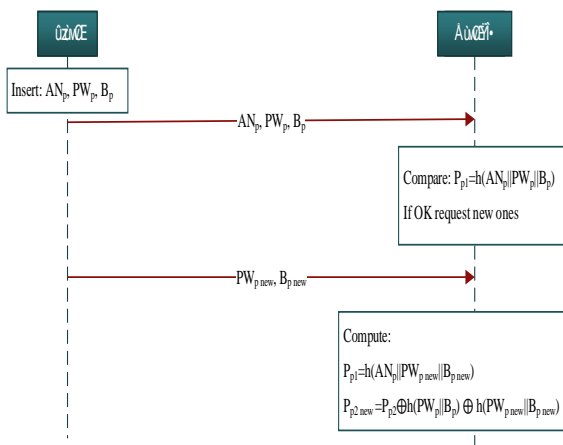 Insert: ANₚ, PWₚ, Bₚ
ANₚ, PWₚ, Bₚ
Compare: Pₚ₁=h(ANₚ||PWₚ||Bₚ)
If OK request new ones
PWₚ ₙₑw, Bₚ ₙₑw
Compute:
Pₚ₁=h(ANₚ||PWₚ ₙₑw||Bₚ ₙₑw)
Pₚ₂ ₙₑw=Pₚ₂⊕h(PWₚ||Bₚ) ⊕ h(PWₚ ₙₑw||Bₚ ₙₑw)